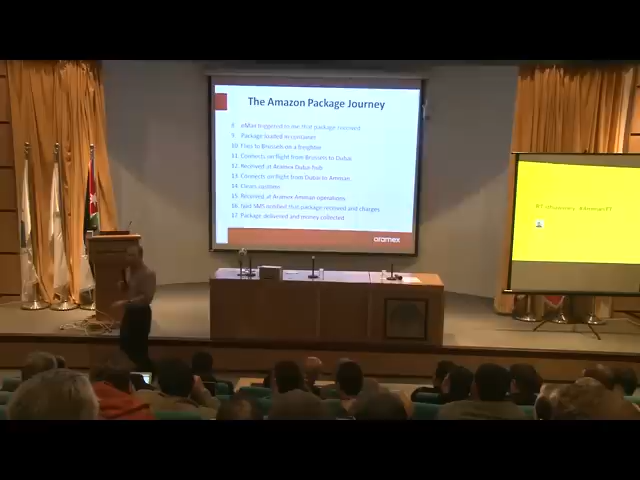 The Amazon Package Journey
8. eMail triggered to me that package received
9. Package loaded in container
10. Flies to Brussels on a freighter
11. Connects on flight from Brussels to Dubai
12. Received at Aramex Dubai hub
13. Connects on flight from Dubai to Amman
14. Clears customs
15. Received at Aramex Amman operations
16. Send SMS notified that package received and charges
17. Package delivered and money collected
aramex